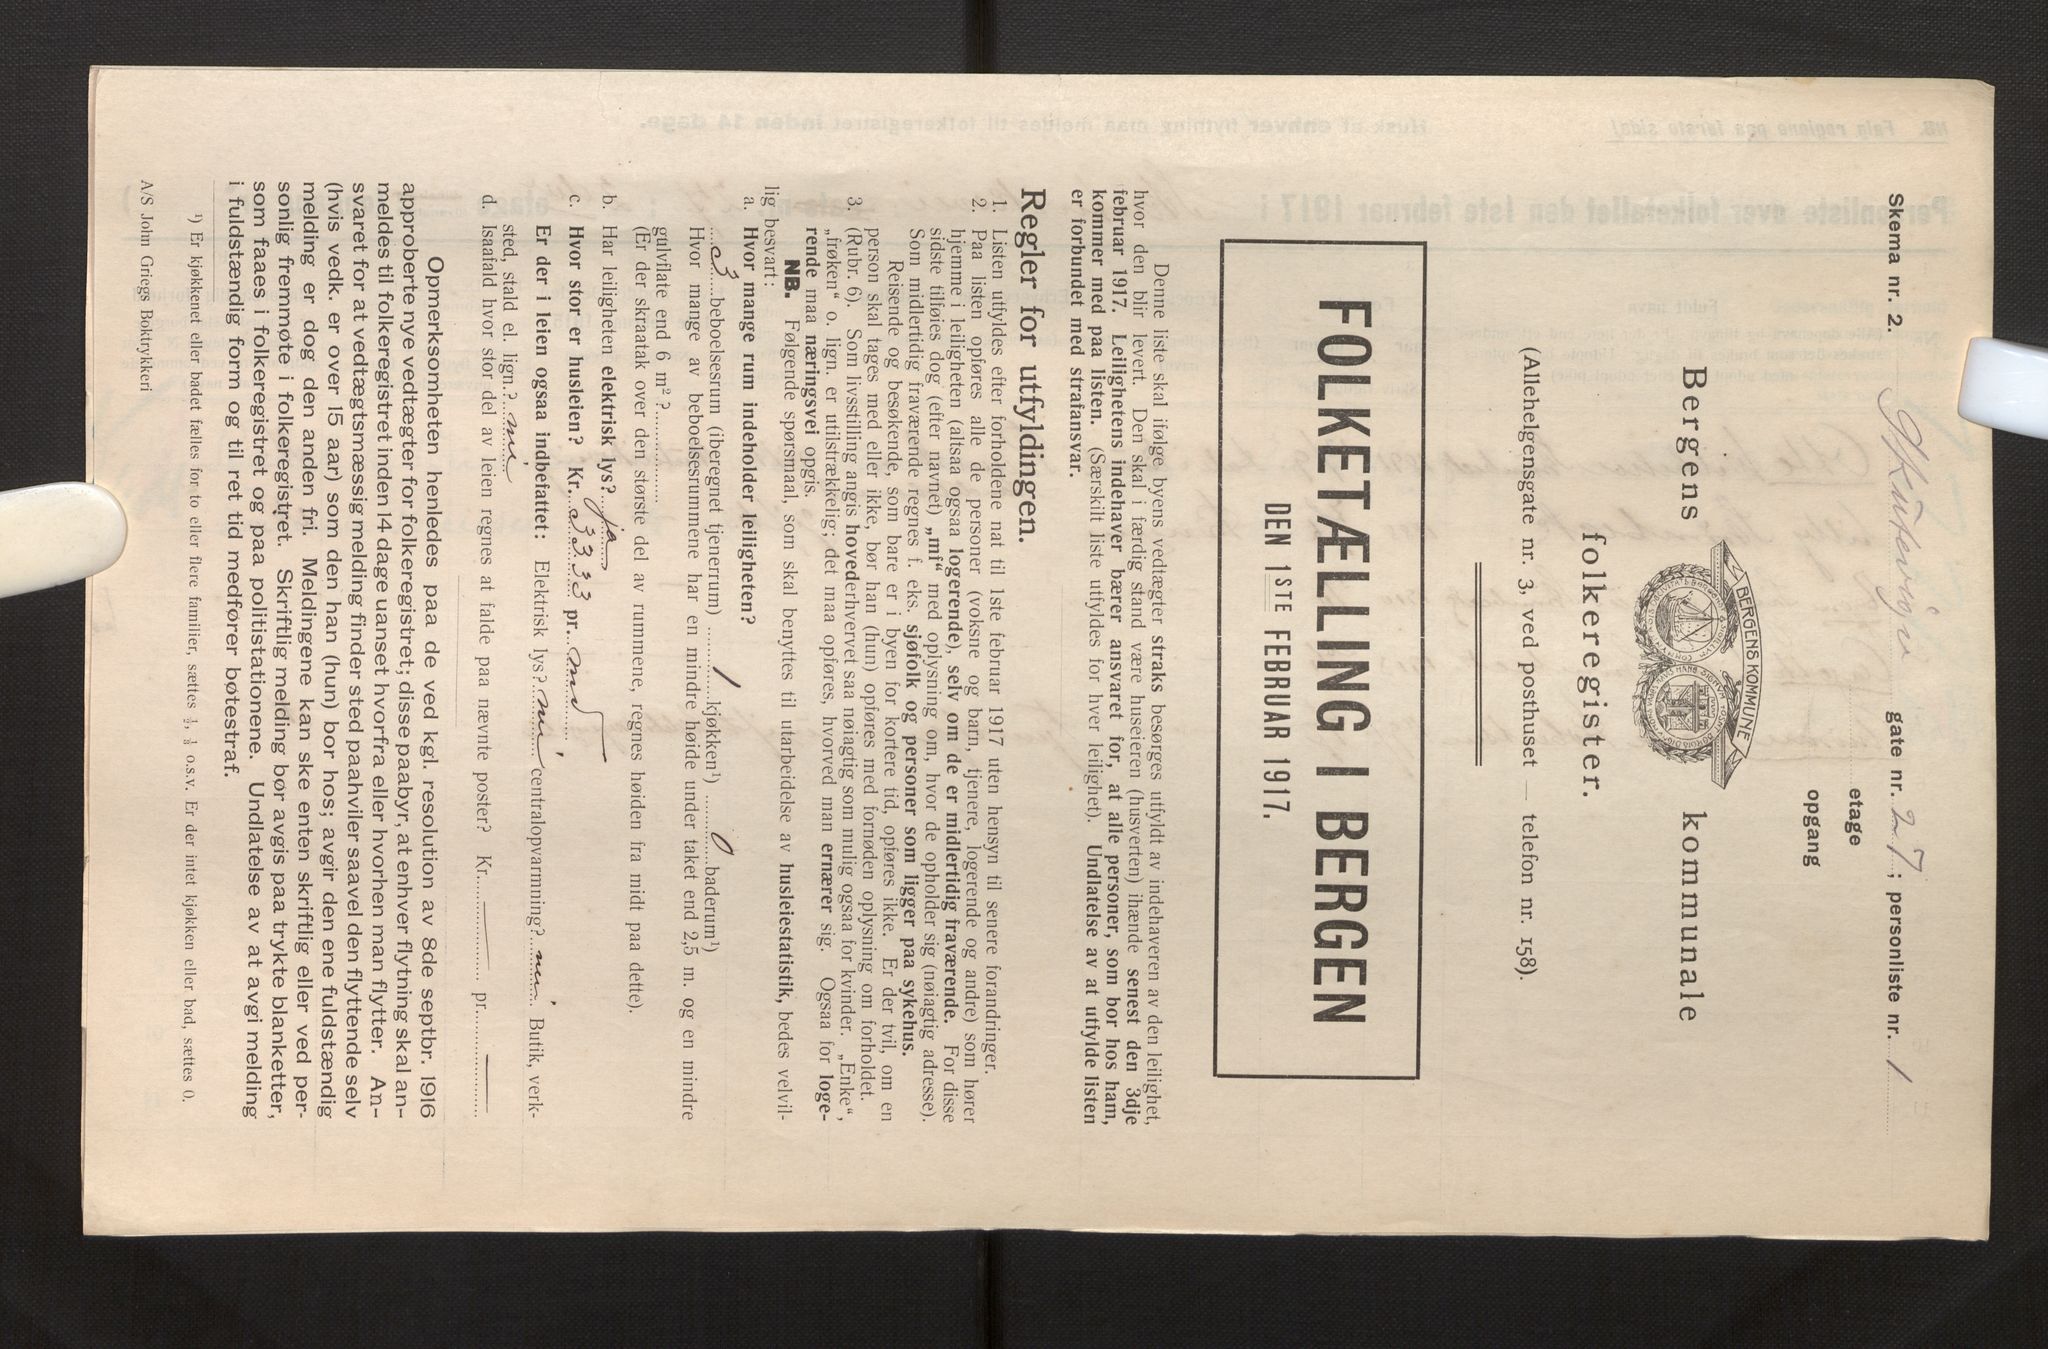 Skema nr. 2.
Skuteviks gate nr. 27; personliste nr. 1
etage
opgang
Bergens kommunale
BERGENS KOMMUNE
folkeregister.
(Allehelgensgate nr. 3, ved posthuset — telefon nr. 158).
FOLKETÆLLING I BERGEN
DEN 1STE FEBRUAR 1917.
Denne liste skal ifølge byens vedtægter straks besørges utfyldt av indehaveren av den leilighet,
hvor den blir levert. Den skal i færdig stand være huseieren (husverten) ihænde senest den 3dje
februar 1917. Leilighetens indehaver bærer ansvaret for, at alle personer, som bor hos ham,
kommer med paa listen. (Særskilt liste utfyldes for hver leilighet). Undlatelse av at utfylde listen
er forbundet med strafansvar.
Regler for utfyldingen.
1. Listen utfyldes efter forholdene nat til 1ste februar 1917 uten hensyn til senere forandringer.
2. Paa listen opføres alle de personer (voksne og barn, tjenere, logerende og andre) som hører
hjemme i leiligheten (altsaa ogsaa logerende), selv om de er midlertidig fraværende. For disse
sidste tilføies dog (efter navnet) „mf“ med oplysning om, hvor de opholder sig (nøiagtig adresse).
Som midlertidig fraværende regnes f. eks. sjøfolk og personer som ligger paa sykehus.
Reisende og besøkende, som bare er i byen for kortere tid, opføres ikke. Er der tvil, om en
person skal tages med eller ikke, bør han (hun) opføres med fornøden oplysning om forholdet.
3. (Rubr. 6). Som livsstilling angis hovederhvervet saa nøiagtig som mulig ogsaa for kvinder. „Enke“,
„frøken“ o. lign. er utilstrækkelig; det maa opføres, hvorved man ernærer sig. Ogsaa for loge-
rende maa næringsvei opgis.
NB. Følgende spørsmaal, som skal benyttes til utarbeidelse av husleiestatistik, bedes velvil-
lig besvart:
a. Hvor mange rum indeholder leiligheten?
3 beboelsesrum (iberegnet tjenerrum) 1 kjøkken¹) 0 baderum¹)
Hvor mange av beboelsesrummene har en mindre høide under taket end 2,5 m. og en mindre
gulvflate end 6 m²?
(Er der skraatak over den største del av rummene, regnes høiden fra midt paa dette).
b. Har leiligheten elektrisk lys? ja
c. Hvor stor er husleien? Kr. 33 33 pr. md
Er der i leien ogsaa indbefattet: Elektrisk lys? nei centralopvarmning? nei Butik, verk-
sted, stald el. lign.? nei
d. Isaafald hvor stor del av leien regnes at falde paa nævnte poster? Kr. — pr. —
Opmerksomheten henledes paa de ved kgl. resolution av 8de septbr. 1916
approberte nye vedtægter for folkeregistret; disse paabyr, at enhver flytning skal an-
meldes til folkeregistret inden 14 dage uanset hvorfra eller hvorhen man flytter. An-
svaret for at vedtægtsmæssig melding finder sted paahviler saavel den flyttende selv
(hvis vedk. er over 15 aar) som den han (hun) bor hos; avgir den ene fuldstændig
melding er dog den anden fri. Meldingene kan ske enten skriftlig eller ved per-
sonlig fremmøte i folkeregistret. Skriftlig melding bør avgis paa trykte blanketter,
som faaes i folkeregistret og paa politistationene. Undlatelse av at avgi melding
i fuldstændig form og til ret tid medfører bøtestraf.
¹) Er kjøkkenet eller badet fælles for to eller flere familier, sættes ½, ⅓ o.s.v. Er der intet kjøkken eller bad, sættes 0.
A/S John Griegs Boktrykkeri